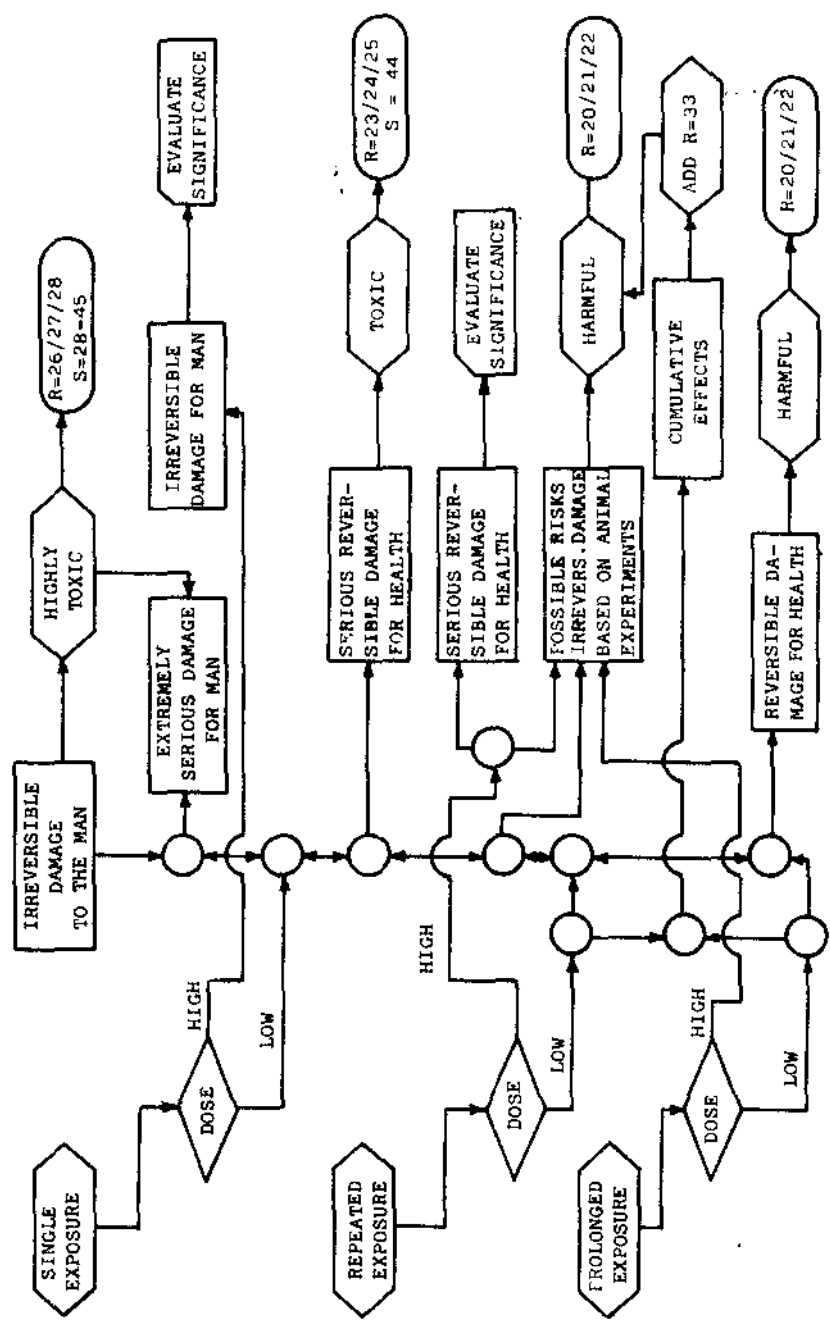 SINGLE
EXPOSURE
DOSE
HIGH
LOW
IRREVERSIBLE
DAMAGE
TO THE MAN
HIGHLY
TOXIC
R=26/27/28
S=28-45
EXTREMELY
SERIOUS DAMAGE
FOR MAN
IRREVERSIBLE
DAMAGE FOR MAN
EVALUATE
SIGNIFICANCE
REPEATED
EXPOSURE
DOSE
HIGH
LOW
SERIOUS REVER-
SIBLE DAMAGE
FOR HEALTH
TOXIC
R=23/24/25
S = 44
SERIOUS REVER-
SIBLE DAMAGE
FOR HEALTH
EVALUATE
SIGNIFICANCE
POSSIBLE RISKS
IRREVERS.DAMAGE
BASED ON ANIMAL
EXPERIMENTS
HARMFUL
R=20/21/22
PROLONGED
EXPOSURE
DOSE
HIGH
LOW
CUMULATIVE
EFFECTS
ADD R=33
REVERSIBLE DA-
MAGE FOR HEALTH
HARMFUL
R=20/21/22